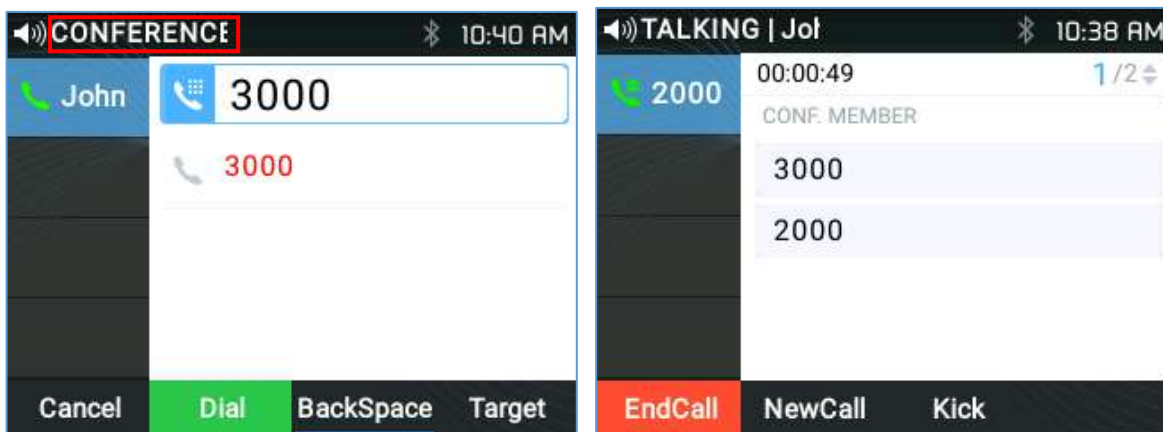 CONFERENCE 10:40 AM
John 3000
3000
Cancel Dial BackSpace Target
TALKING | Joh 10:38 AM
2000 00:00:49 1/2
CONF. MEMBER
3000
2000
EndCall NewCall Kick